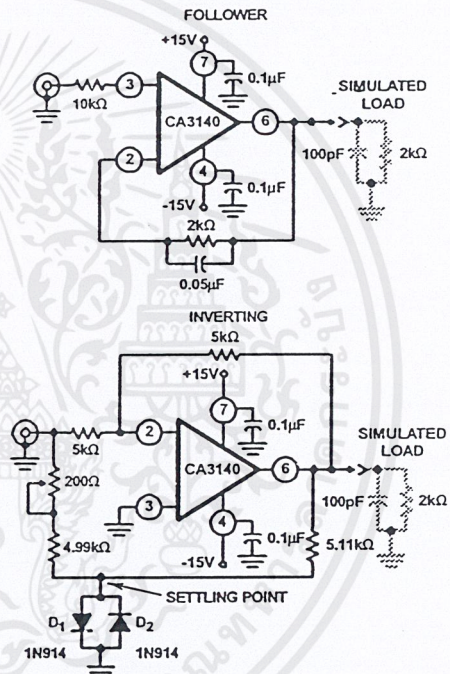 FOLLOWER
+15V
7
0.1µF
SIMULATED
LOAD
3
10kΩ
CA3140
6
100pF
2kΩ
2
4
0.1µF
-15V
2kΩ
0.05µF
INVERTING
5kΩ
+15V
7
0.1µF
SIMULATED
LOAD
5kΩ
2
CA3140
6
200Ω
3
100pF
2kΩ
4
0.1µF
5.11kΩ
4.99kΩ
-15V
SETTLING POINT
D1
D2
1N914
1N914